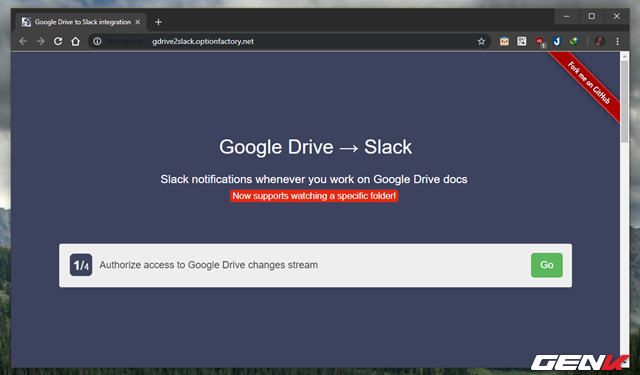 Google Drive to Slack integration
Not secure
gdrive2slack.optionfactory.net
Fork me on GitHub
Google Drive → Slack
Slack notifications whenever you work on Google Drive docs
Now supports watching a specific folder!
1/4 Authorize access to Google Drive changes stream Go
GENK